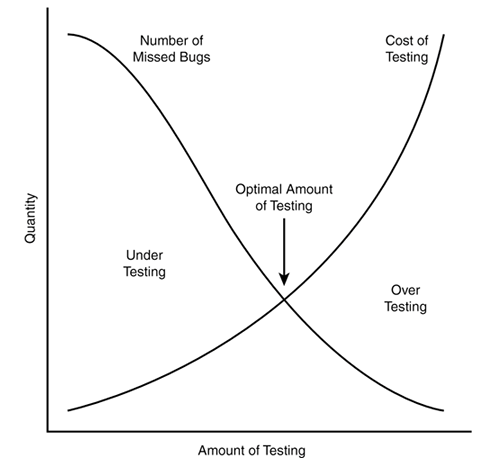 Number of
Missed Bugs
Cost of
Testing
Optimal Amount
of Testing
Quantity
Under
Testing
Over
Testing
Amount of Testing